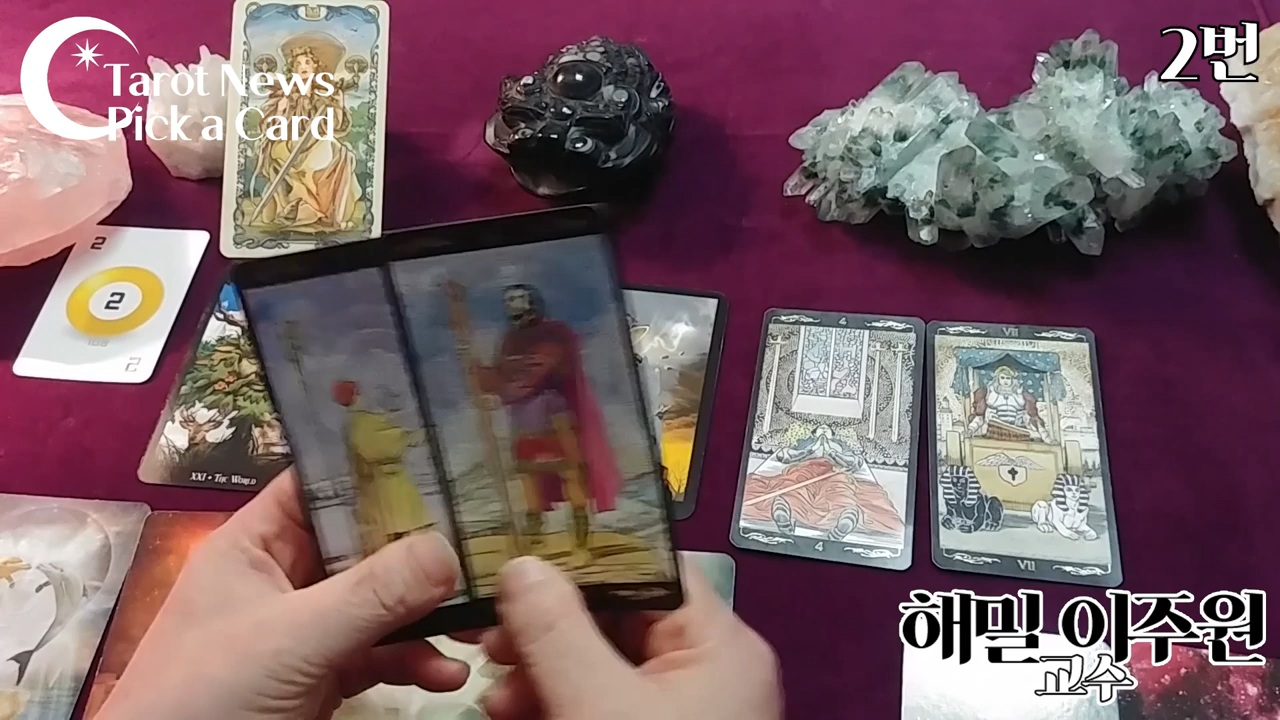 Tarot News
Pick a Card
2번
2
2
2
XXI • THE WORLD
4
4
VII
VII
해밀 이주원
교수